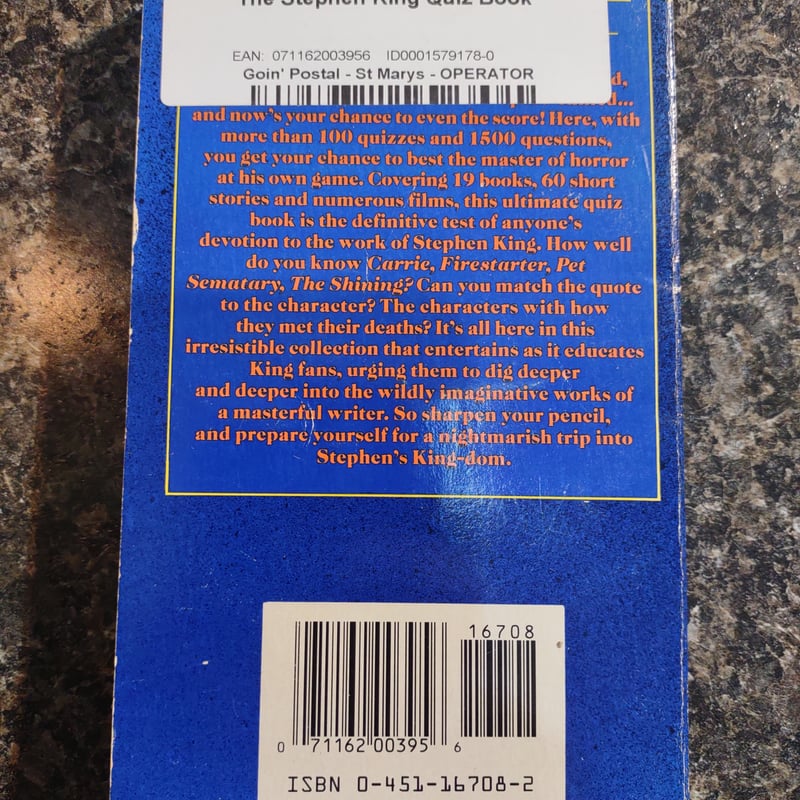 The Stephen King Quiz Book
EAN: 071162003956 ID0001579178-0
Goin' Postal - St Marys - OPERATOR
and now's your chance to even the score! Here, with
more than 100 quizzes and 1500 questions,
you get your chance to best the master of horror
at his own game. Covering 19 books, 60 short
stories and numerous films, this ultimate quiz
book is the definitive test of anyone's
devotion to the work of Stephen King. How well
do you know Carrie, Firestarter, Pet
Sematary, The Shining? Can you match the quote
to the character? The characters with how
they met their deaths? It's all here in this
irresistible collection that entertains as it educates
King fans, urging them to dig deeper
and deeper into the wildly imaginative works of
a masterful writer. So sharpen your pencil,
and prepare yourself for a nightmarish trip into
Stephen's King-dom.
16708
0 71162 00395 6
ISBN 0-451-16708-2